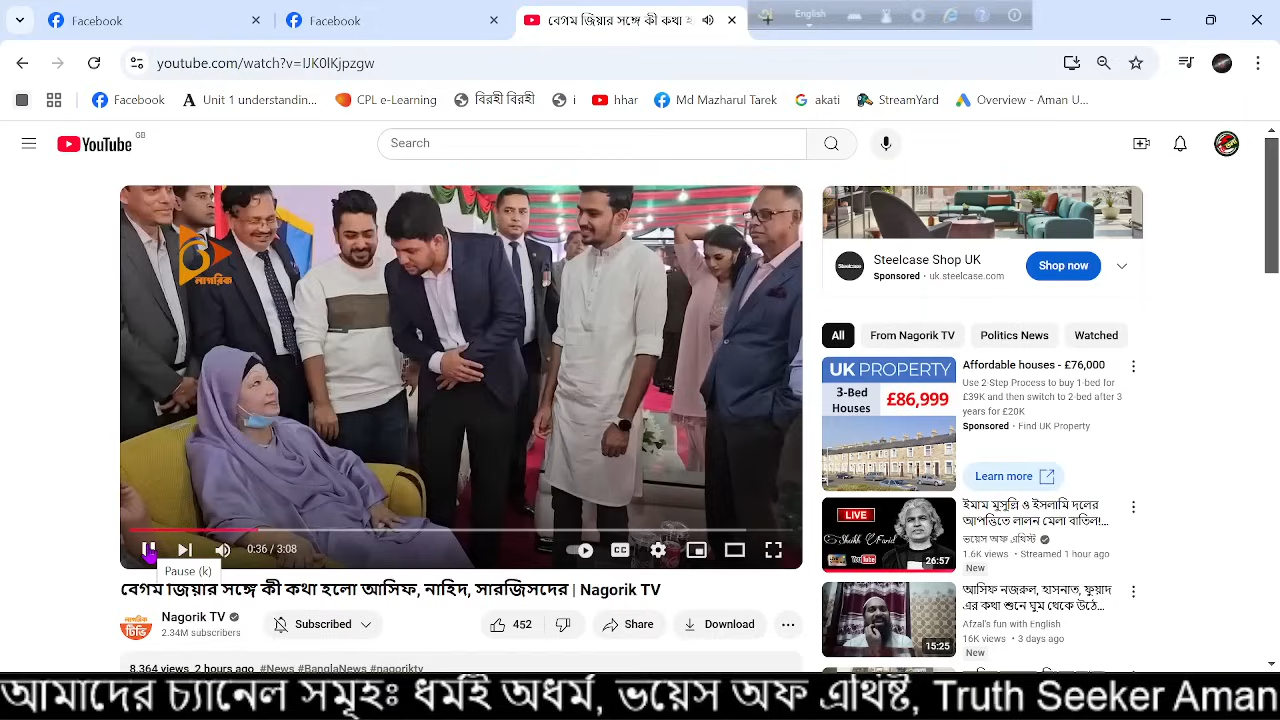 Facebook
Facebook
বেগম জিয়ার সঙ্গে কী কথা হ
English
youtube.com/watch?v=IJK0lKjpzgw
Facebook
Unit 1 understandin...
CPL e-Learning
বিরহী বিরহী
i
hhar
Md Mazharul Tarek
akati
StreamYard
Overview - Aman U...
YouTube GB
Search
নাগরিক
Steelcase Shop UK
Sponsored · uk.steelcase.com
Shop now
All
From Nagorik TV
Politics News
Watched
UK PROPERTY
3-Bed
Houses
£86,999
Affordable houses - £76,000
Use 2 Step Process to buy 1-bed for
£39K and then switch to 2-bed after 3
years for £20K
Sponsored · Find UK Property
Learn more
LIVE
26:57
ইমাম মুসুল্লি ও ইসলামি দলের
আপত্তিতে লালন মেলা বাতিল!...
ভয়েস অফ এথিস্ট
1.6K views · Streamed 1 hour ago
New
15:25
আসিফ নজরুল, হাসনাত, ফুয়াদ
এর কথা শুনে ঘুম থেকে উঠে...
Afzal's fun with English
16K views · 3 days ago
New
0:36 / 3:08
CC
Pause (k)
বেগম জিয়ার সঙ্গে কী কথা হলো আসিফ, নাহিদ, সারজিসদের | Nagorik TV
নাগরিক
টিভি
Nagorik TV
2.34M subscribers
Subscribed
452
Share
Download
8,364 views  2 hours ago  #News #BanglaNews #nagoriktv
আমাদের চ্যানেল সমূহঃ ধর্মই অধর্ম, ভয়েস অফ এথিষ্ট, Truth Seeker Aman